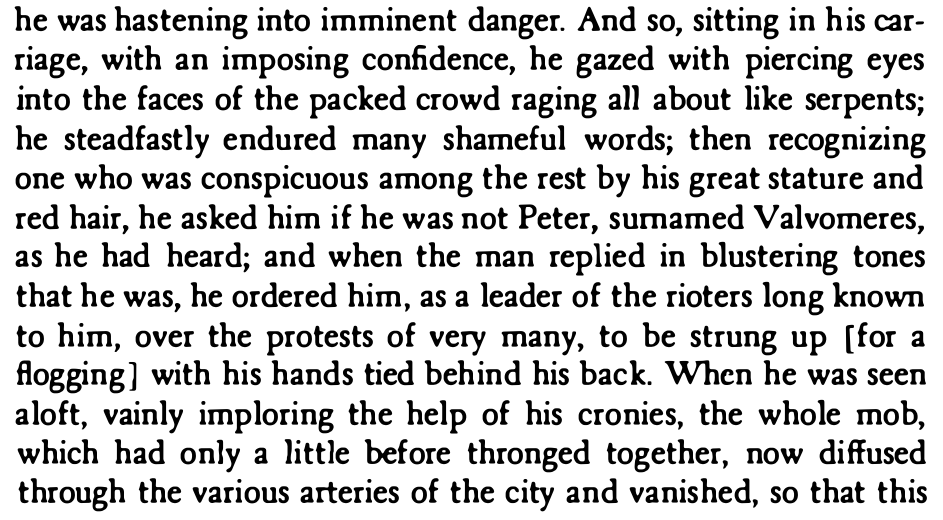 he was hastening into imminent danger. And so, sitting in his car-
riage, with an imposing confidence, he gazed with piercing eyes
into the faces of the packed crowd raging all about like serpents;
he steadfastly endured many shameful words; then recognizing
one who was conspicuous among the rest by his great stature and
red hair, he asked him if he was not Peter, surnamed Valvomeres,
as he had heard; and when the man replied in blustering tones
that he was, he ordered him, as a leader of the rioters long known
to him, over the protests of very many, to be strung up [for a
flogging] with his hands tied behind his back. When he was seen
aloft, vainly imploring the help of his cronies, the whole mob,
which had only a little before thronged together, now diffused
through the various arteries of the city and vanished, so that this